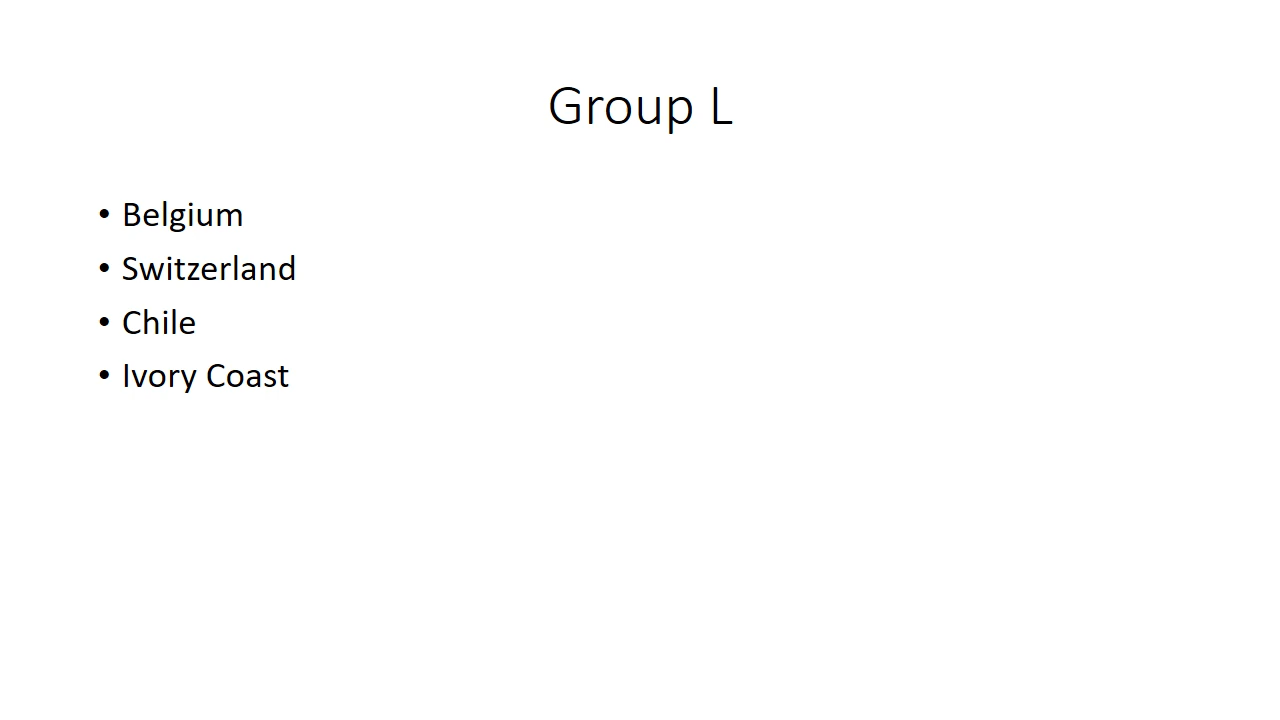 Group L
• Belgium
• Switzerland
• Chile
• Ivory Coast